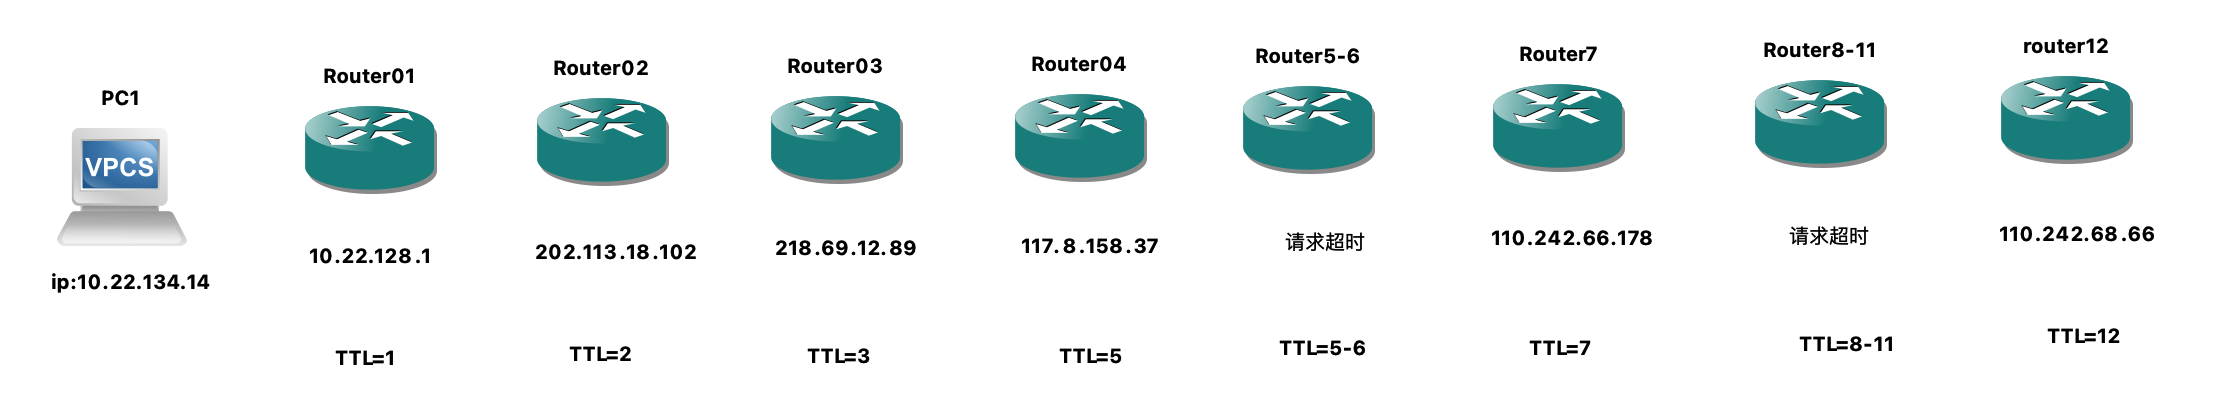 PC1
Router01
Router02
Router03
Router04
Router5-6
Router7
Router8-11
router12
VPCS
ip:10.22.134.14
10.22.128.1
202.113.18.102
218.69.12.89
117.8.158.37
请求超时
110.242.66.178
请求超时
110.242.68.66
TTL=1
TTL=2
TTL=3
TTL=5
TTL=5-6
TTL=7
TTL=8-11
TTL=12